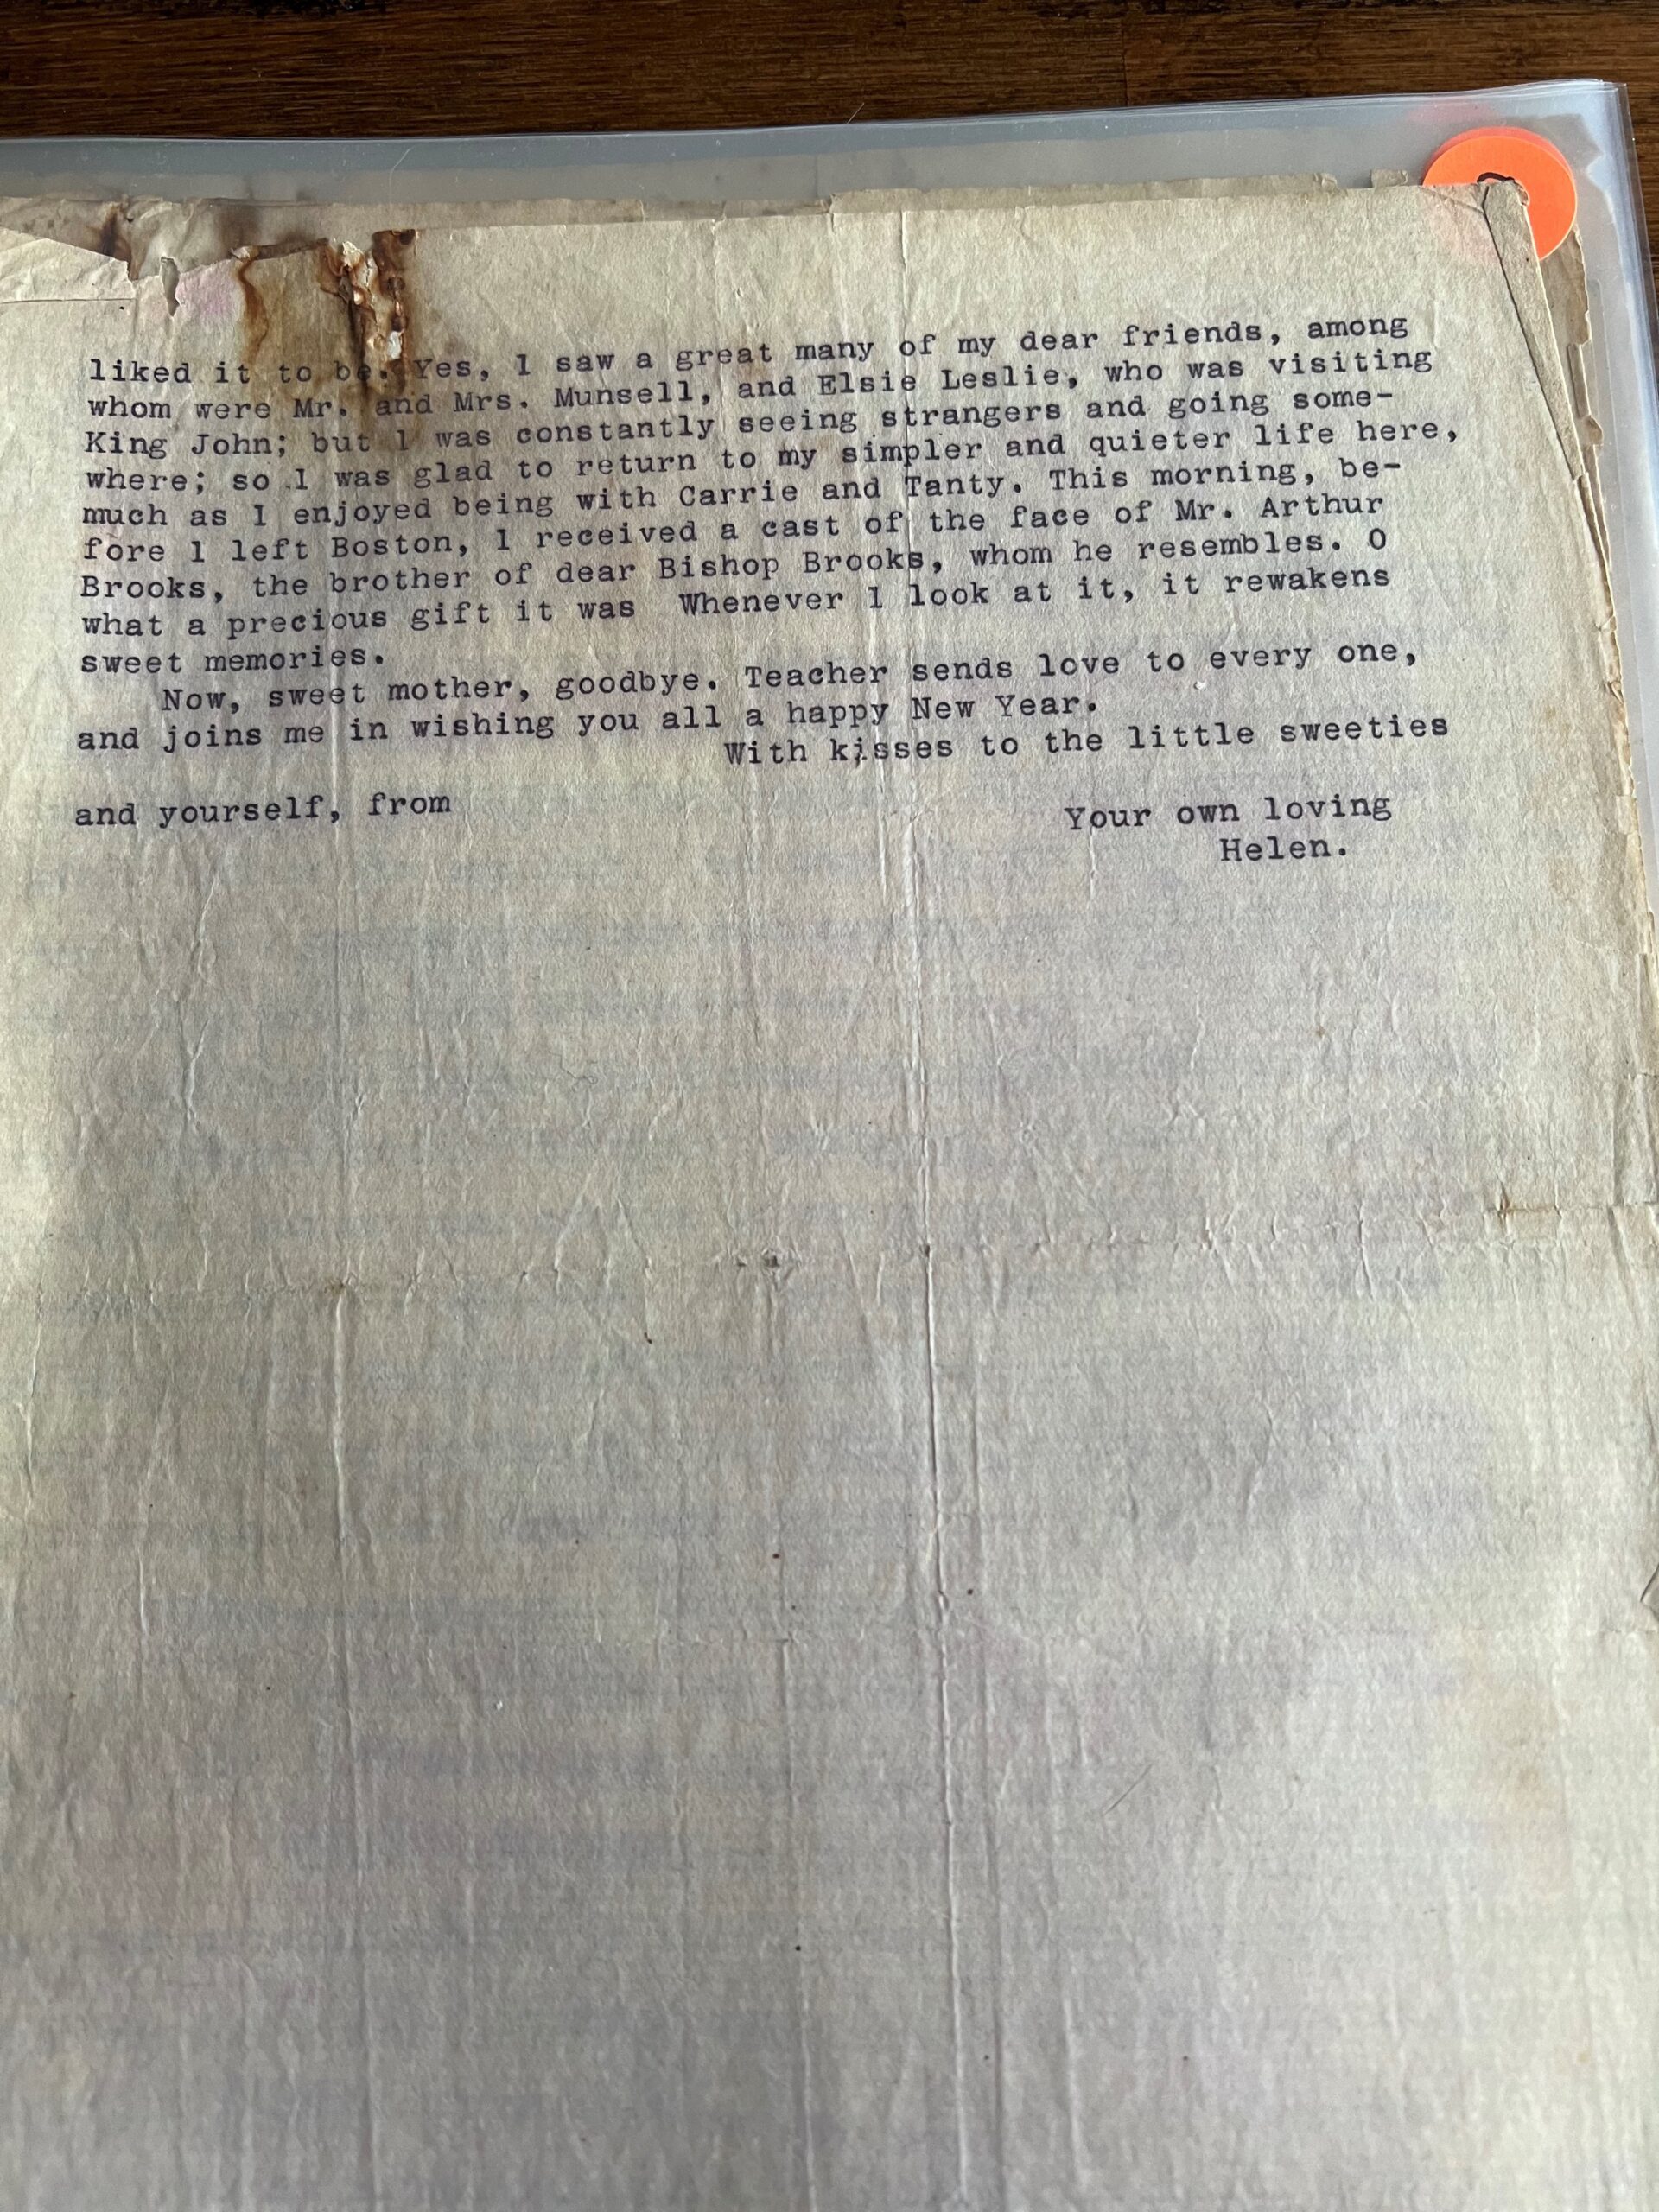 liked it to be. Yes, I saw a great many of my dear friends, among
whom were Mr. and Mrs. Munsell, and Elsie Leslie, who was visiting
King John; but I was constantly seeing strangers and going some-
where; so I was glad to return to my simpler and quieter life here,
much as I enjoyed being with Carrie and Tanty. This morning, be-
fore I left Boston, I received a cast of the face of Mr. Arthur
Brooks, the brother of dear Bishop Brooks, whom he resembles. O
what a precious gift it was  Whenever I look at it, it rewakens
sweet memories.
Now, sweet mother, goodbye. Teacher sends love to every one,
and joins me in wishing you all a happy New Year.
With kisses to the little sweeties
and yourself, from
Your own loving
Helen.